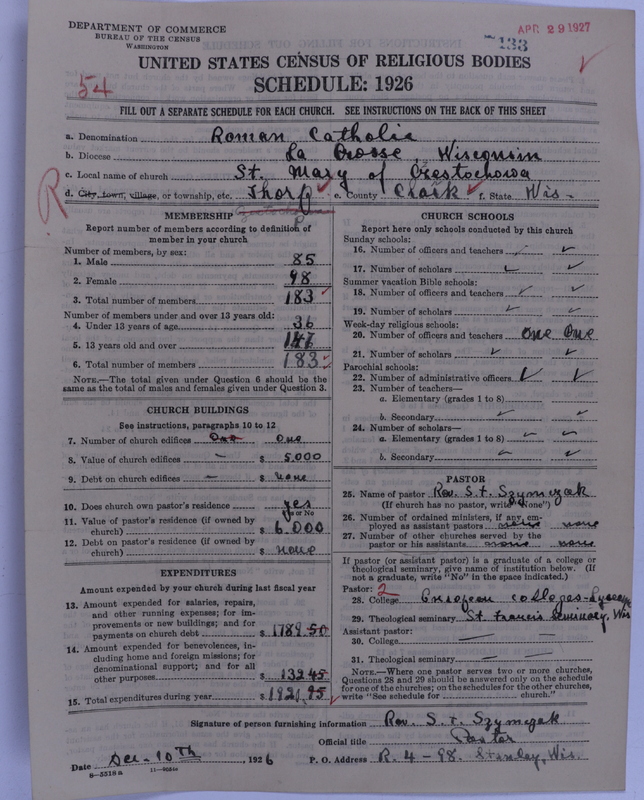 DEPARTMENT OF COMMERCE
BUREAU OF THE CENSUS
WASHINGTON
APR 29 1927
133
UNITED STATES CENSUS OF RELIGIOUS BODIES
54
SCHEDULE: 1926
FILL OUT A SEPARATE SCHEDULE FOR EACH CHURCH. SEE INSTRUCTIONS ON THE BACK OF THIS SHEET
a. Denomination Roman Catholic
b. Diocese La Crosse, Wisconsin
c. Local name of church St. Mary of Czestochowa
R
d. City, town, village, or township, etc. Thorp e. County Clark f. State Wis-
MEMBERSHIP
Report number of members according to definition of member in your church
Number of members, by sex:
1. Male 85
2. Female 98
3. Total number of members 183
Number of members under and over 13 years old:
4. Under 13 years of age 36
5. 13 years old and over 147
6. Total number of members 183
NOTE.—The total given under Question 6 should be the same as the total of males and females given under Question 3.
CHURCH BUILDINGS
See instructions, paragraphs 10 to 12
7. Number of church edifices One One
8. Value of church edifices – $ 5.000
9. Debt on church edifices – $ none
10. Does church own pastor's residence yes
Yes or No
11. Value of pastor's residence (if owned by church) $ 6.000
12. Debt on pastor's residence (if owned by church) $ none
EXPENDITURES
Amount expended by your church during last fiscal year
13. Amount expended for salaries, repairs, and other running expenses; for improvements or new buildings; and for payments on church debt $ 1789.50
14. Amount expended for benevolences, including home and foreign missions; for denominational support; and for all other purposes $ 132.45
15. Total expenditures during year $ 1921.95
CHURCH SCHOOLS
Report here only schools conducted by this church
Sunday schools:
16. Number of officers and teachers
17. Number of scholars
Summer vacation Bible schools:
18. Number of officers and teachers
19. Number of scholars
Week-day religious schools:
20. Number of officers and teachers one One
21. Number of scholars
Parochial schools:
22. Number of administrative officers
23. Number of teachers—
a. Elementary (grades 1 to 8)
b. Secondary
24. Number of scholars—
a. Elementary (grades 1 to 8)
b. Secondary
PASTOR
25. Name of pastor Rev. S. t. Szymczak
(If church has no pastor, write "None")
26. Number of ordained ministers, if any, employed as assistant pastors none none
27. Number of other churches served by the pastor or his assistants none none
If pastor (or assistant pastor) is a graduate of a college or theological seminary, give name of institution below. (If not a graduate, write "No" in the space indicated.)
Pastor: 2
28. College European colleges-
29. Theological seminary St. Francis Seminary, Wis
Assistant pastor:
30. College
31. Theological seminary
NOTE.—Where one pastor serves two or more churches, Questions 28 and 29 should be answered only on the schedule for one of the churches; on the schedules for the other churches, write "See schedule for ........ church."
Signature of person furnishing information Rev. S. t. Szymczak
Official title Pastor
Date Dec-10th, 1926 P. O. Address R. 4 - 98. Stanley, Wis.
8-5518a 11-9084